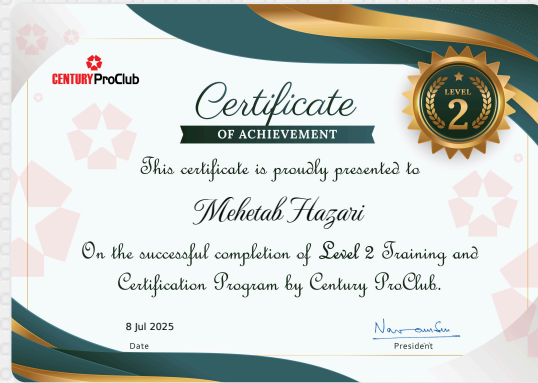 CENTURY ProClub
Certificate
OF ACHIEVEMENT
LEVEL
2
This certificate is proudly presented to
Mehetab Hazari
On the successful completion of Level 2 Training and
Certification Program by Century ProClub.
8 Jul 2025
Date
President